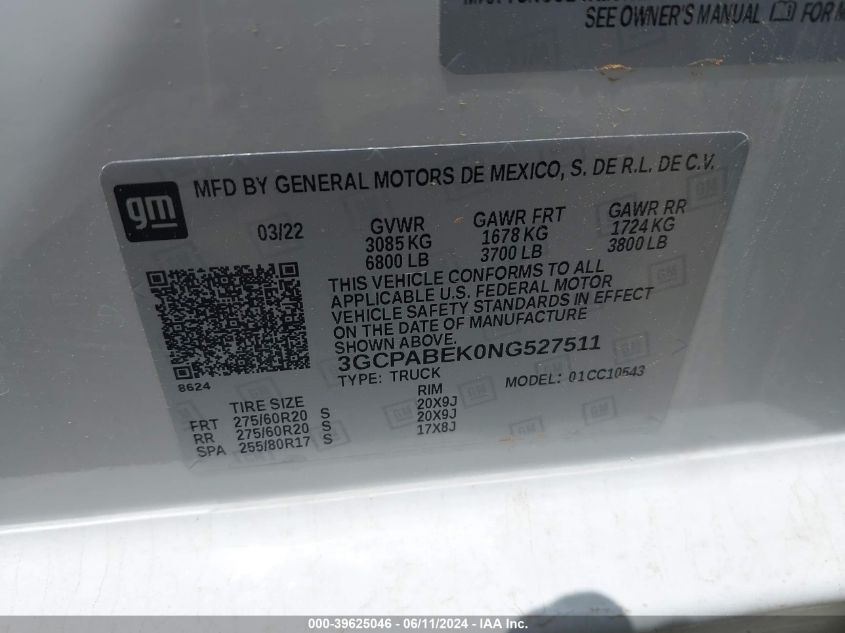 SEE OWNER'S MANUAL FOR
gm
MFD BY GENERAL MOTORS DE MEXICO, S. DE R.L. DE C.V.
03/22 GVWR GAWR FRT GAWR RR
3085 KG 1678 KG 1724 KG
6800 LB 3700 LB 3800 LB
THIS VEHICLE CONFORMS TO ALL
APPLICABLE U.S. FEDERAL MOTOR
VEHICLE SAFETY STANDARDS IN EFFECT
ON THE DATE OF MANUFACTURE
SHOWN ABOVE.
3GCPABEK0NG527511
8624
TYPE: TRUCK MODEL: 01CC10543
TIRE SIZE RIM
FRT 275/60R20 S 20X9J
RR 275/60R20 S 20X9J
SPA 255/80R17 S 17X8J
000-39625046 - 06/11/2024 - IAA Inc.